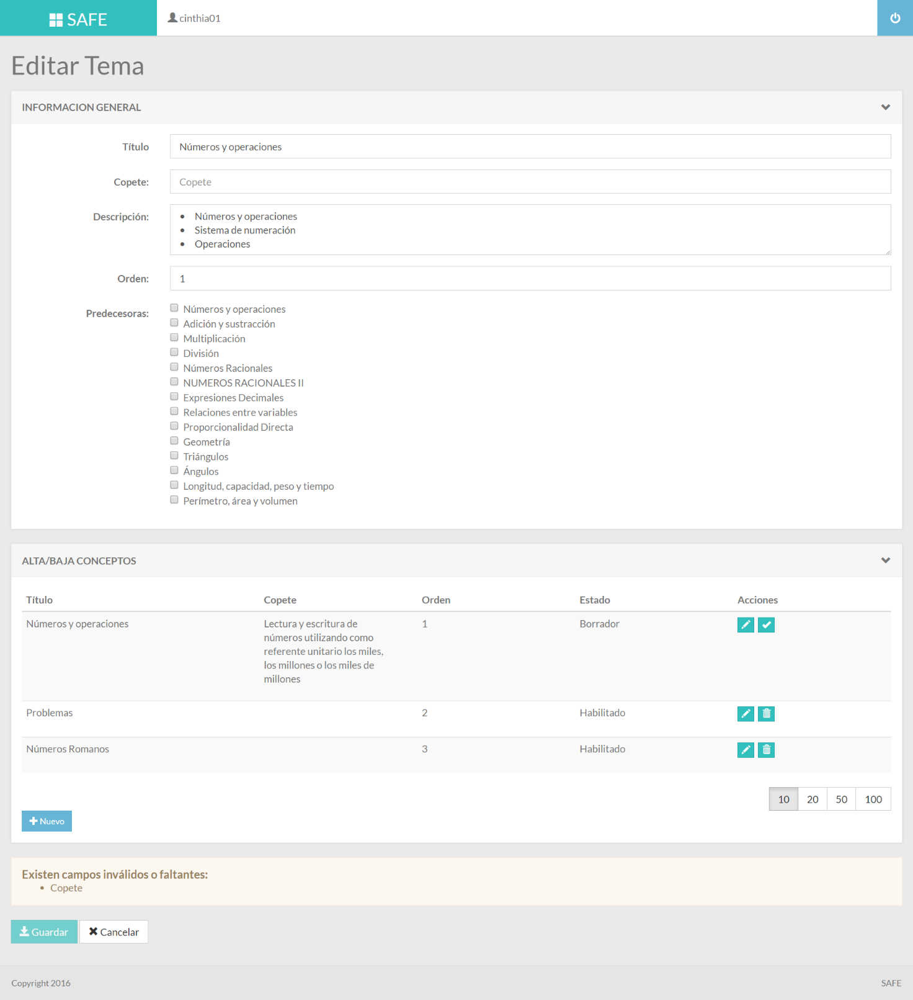 SAFE
cinthia01
Editar Tema
INFORMACION GENERAL
Título
Números y operaciones
Copete:
Copete
Descripción:
• Números y operaciones
• Sistema de numeración
• Operaciones
Orden:
1
Predecesoras:
Números y operaciones
Adición y sustracción
Multiplicación
División
Números Racionales
NUMEROS RACIONALES II
Expresiones Decimales
Relaciones entre variables
Proporcionalidad Directa
Geometría
Triángulos
Ángulos
Longitud, capacidad, peso y tiempo
Perímetro, área y volumen
ALTA/BAJA CONCEPTOS
Título Copete Orden Estado Acciones
Números y operaciones Lectura y escritura de 1 Borrador
números utilizando como
referente unitario los miles,
los millones o los miles de
millones
Problemas 2 Habilitado
Números Romanos 3 Habilitado
10 20 50 100
Nuevo
Existen campos inválidos o faltantes:
• Copete
Guardar Cancelar
Copyright 2016 SAFE